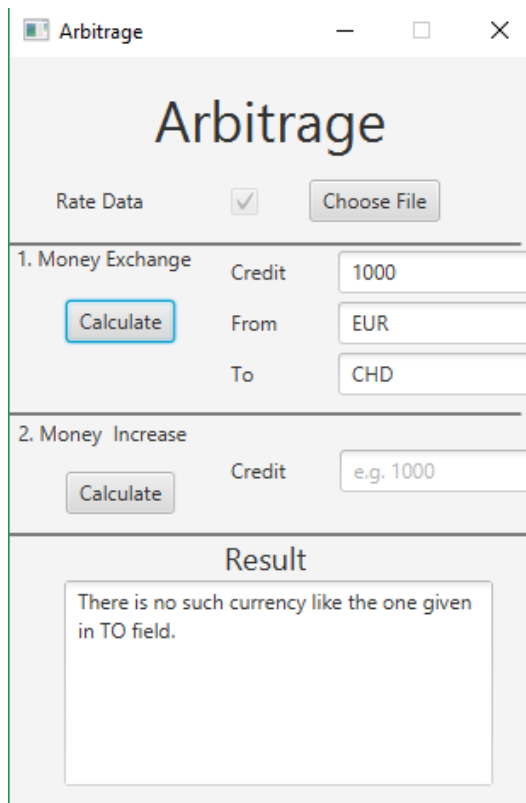 Arbitrage
Arbitrage
Rate Data Choose File
1. Money Exchange
Credit 1000
Calculate From EUR
To CHD
2. Money  Increase
Credit e.g. 1000
Calculate
Result
There is no such currency like the one given
in TO field.